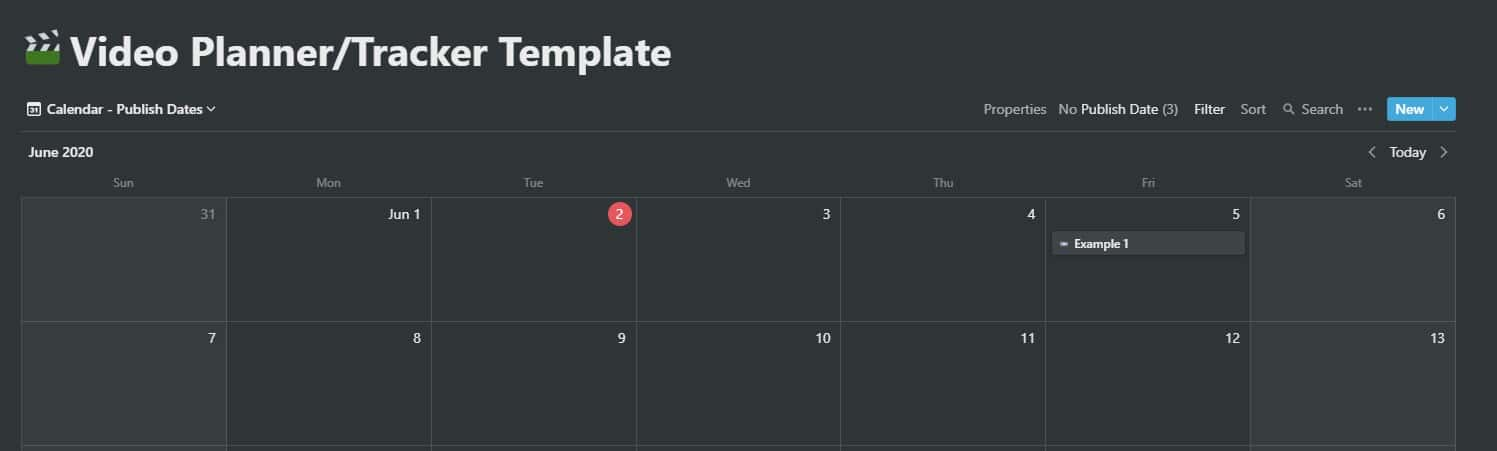 Video Planner/Tracker Template
Calendar - Publish Dates Properties No Publish Date (3) Filter Sort Search ••• New
June 2020 Today
Sun Mon Tue Wed Thu Fri Sat
31 Jun 1 2 3 4 5 6
Example 1
7 8 9 10 11 12 13